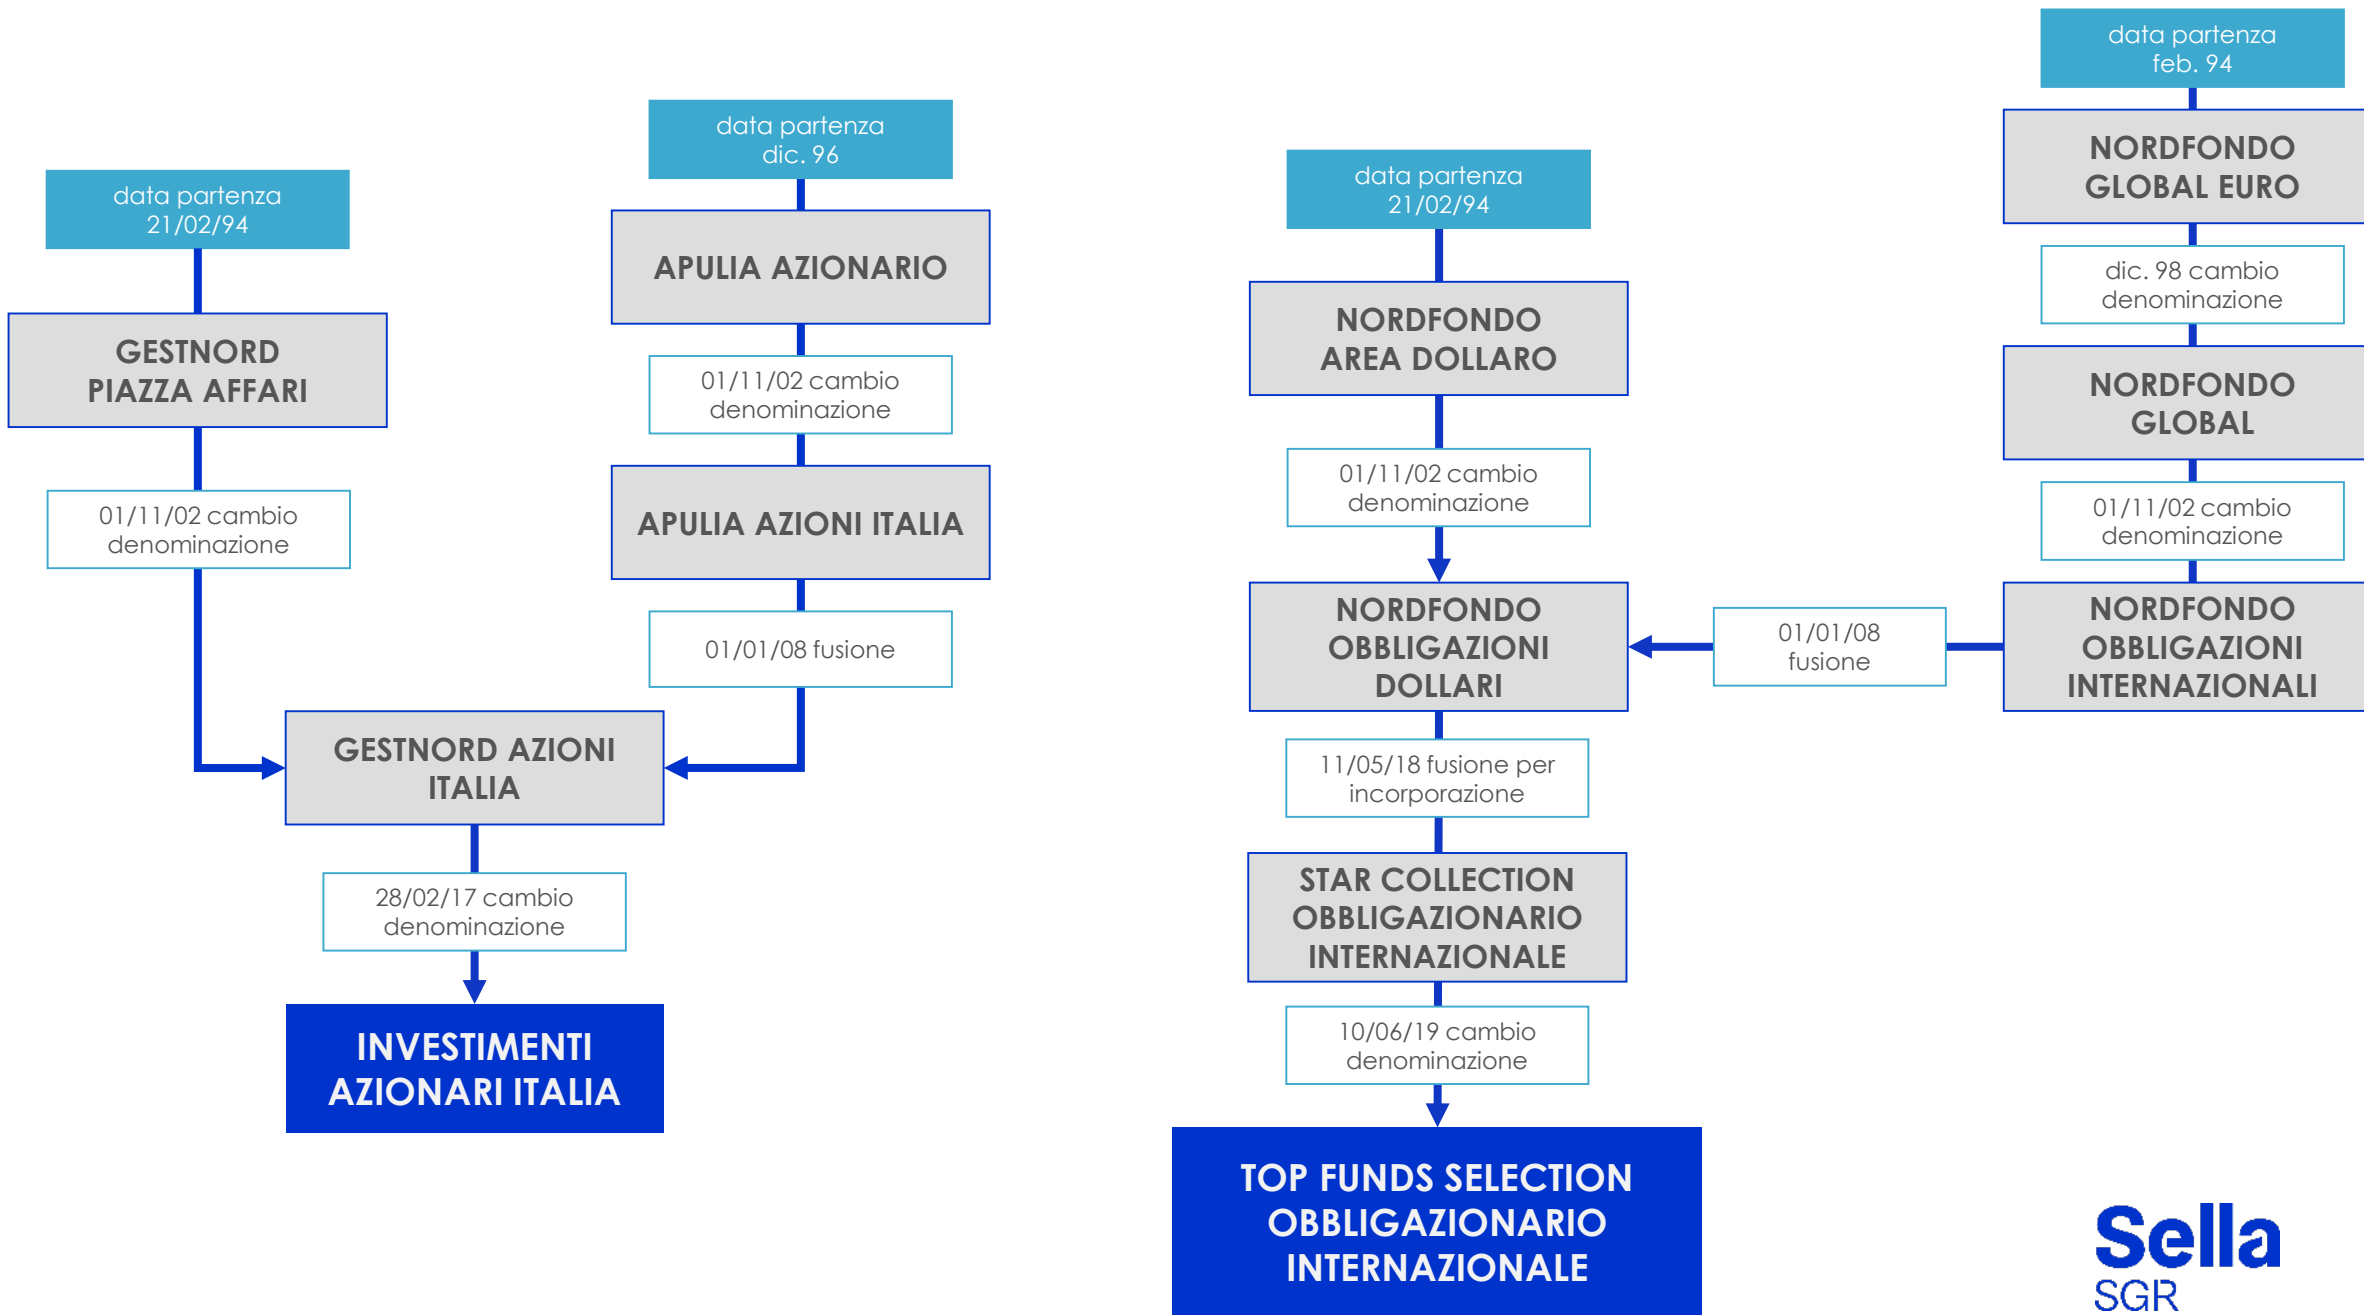 data partenza
21/02/94
GESTNORD
PIAZZA AFFARI
01/11/02 cambio
denominazione
data partenza
dic. 96
APULIA AZIONARIO
01/11/02 cambio
denominazione
APULIA AZIONI ITALIA
01/01/08 fusione
GESTNORD AZIONI
ITALIA
28/02/17 cambio
denominazione
INVESTIMENTI
AZIONARI ITALIA
data partenza
21/02/94
NORDFONDO
AREA DOLLARO
01/11/02 cambio
denominazione
NORDFONDO
OBBLIGAZIONI
DOLLARI
data partenza
feb. 94
NORDFONDO
GLOBAL EURO
dic. 98 cambio
denominazione
NORDFONDO
GLOBAL
01/11/02 cambio
denominazione
NORDFONDO
OBBLIGAZIONI
INTERNAZIONALI
01/01/08
fusione
11/05/18 fusione per
incorporazione
STAR COLLECTION
OBBLIGAZIONARIO
INTERNAZIONALE
10/06/19 cambio
denominazione
TOP FUNDS SELECTION
OBBLIGAZIONARIO
INTERNAZIONALE
Sella
SGR